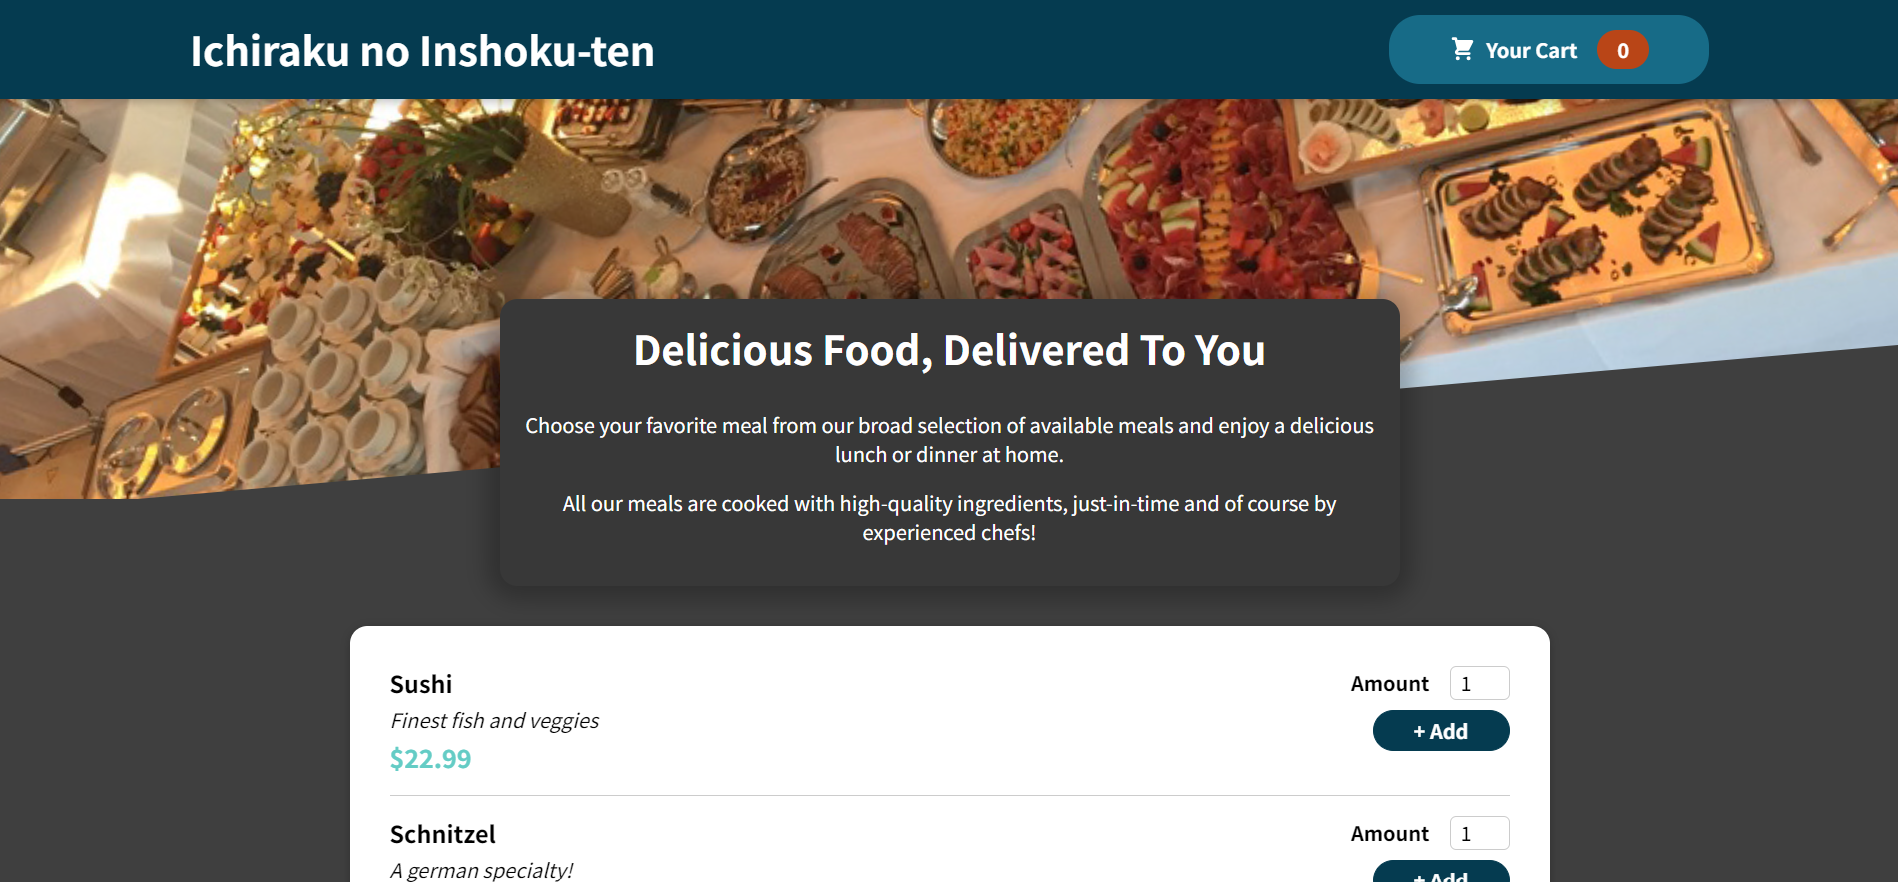 Ichiraku no Inshoku-ten
Your Cart 0
Delicious Food, Delivered To You
Choose your favorite meal from our broad selection of available meals and enjoy a delicious
lunch or dinner at home.
All our meals are cooked with high-quality ingredients, just-in-time and of course by
experienced chefs!
Sushi
Amount 1
Finest fish and veggies
+ Add
$22.99
Schnitzel
Amount 1
A german specialty!
+ Add